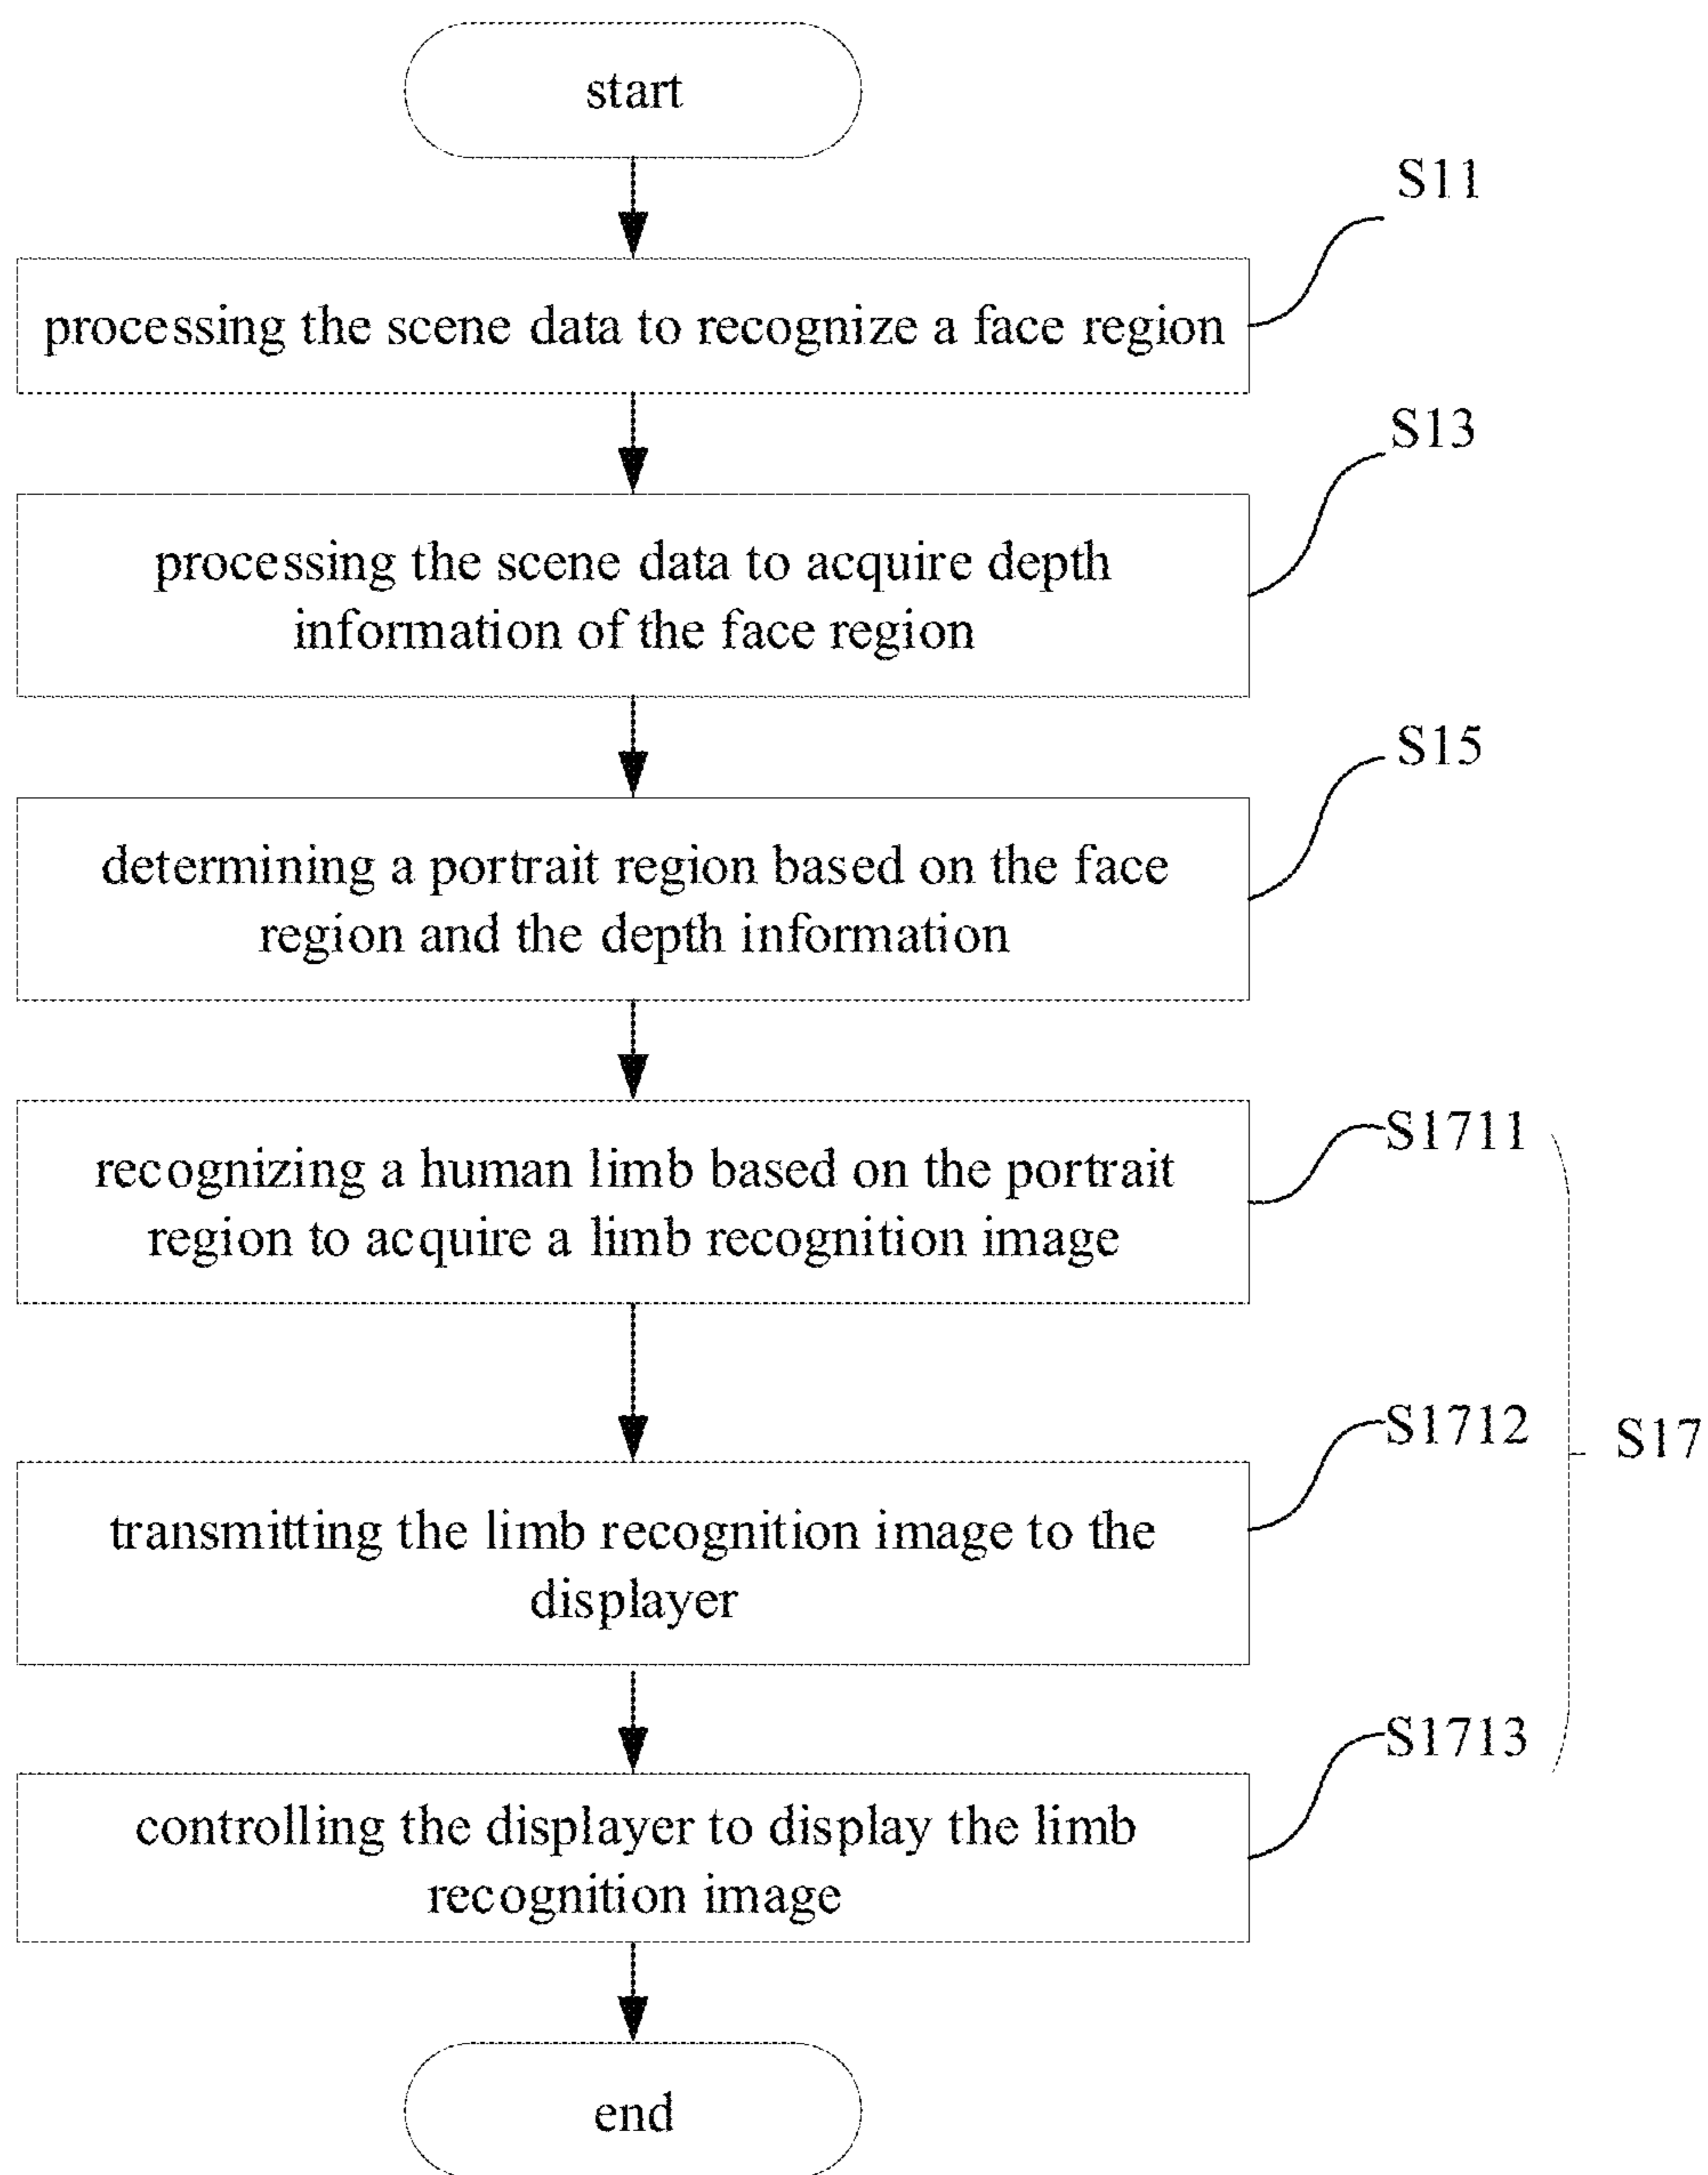 start
S11
processing the scene data to recognize a face region
S13
processing the scene data to acquire depth
information of the face region
S15
determining a portrait region based on the face
region and the depth information
S1711
recognizing a human limb based on the portrait
region to acquire a limb recognition image
S1712
S17
transmitting the limb recognition image to the
displayer
S1713
controlling the displayer to display the limb
recognition image
end